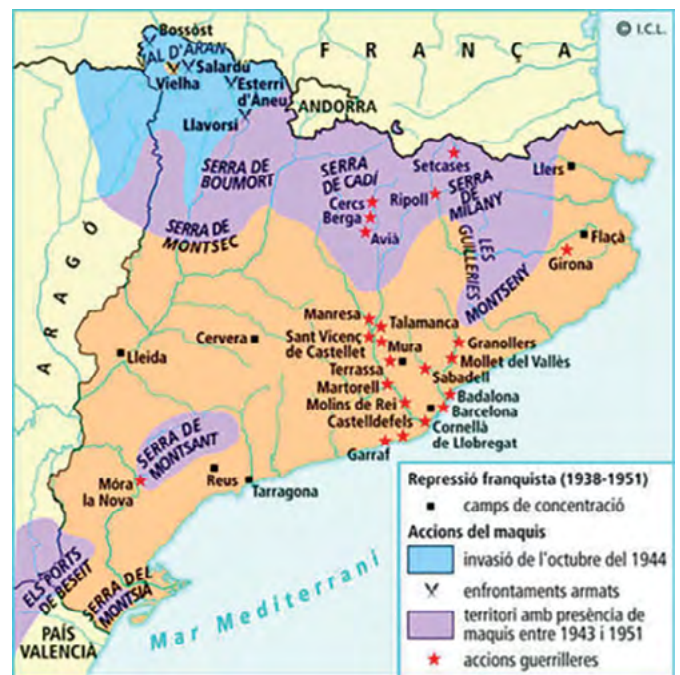 © I.C.L.
Bossòst
VAL D'ARAN
FRANÇA
Salardú
Vielha
Esterri
d'Àneu
ANDORRA
Llavorsí
SERRA DE
BOUMORT
SERRA
DE CADÍ
Setcases
Llers
Cercs
Ripoll
SERRA
DE
MILANY
Berga
SERRA DE
MONTSEC
Avià
LES
GUILLERIES
Flaçà
Girona
MONTSENY
ARAGÓ
Manresa
Talamanca
Cervera
Sant Vicenç
de Castellet
Mura
Granollers
Lleida
Terrassa
Mollet del Vallès
Sabadell
Martorell
Badalona
Molins de Rei
Barcelona
Castelldefels
Cornellà
de Llobregat
Garraf
SERRA DE
MONTSANT
Móra
la Nova
Reus
Tarragona
ELS PORTS
DE BESEIT
SERRA DEL
MONTSIÀ
PAÍS
VALENCIÀ
Mar Mediterrani
Repressió franquista (1938-1951)
camps de concentració
Accions del maquis
invasió de l'octubre del 1944
enfrontaments armats
territori amb presència de
maquis entre 1943 i 1951
accions guerrilleres